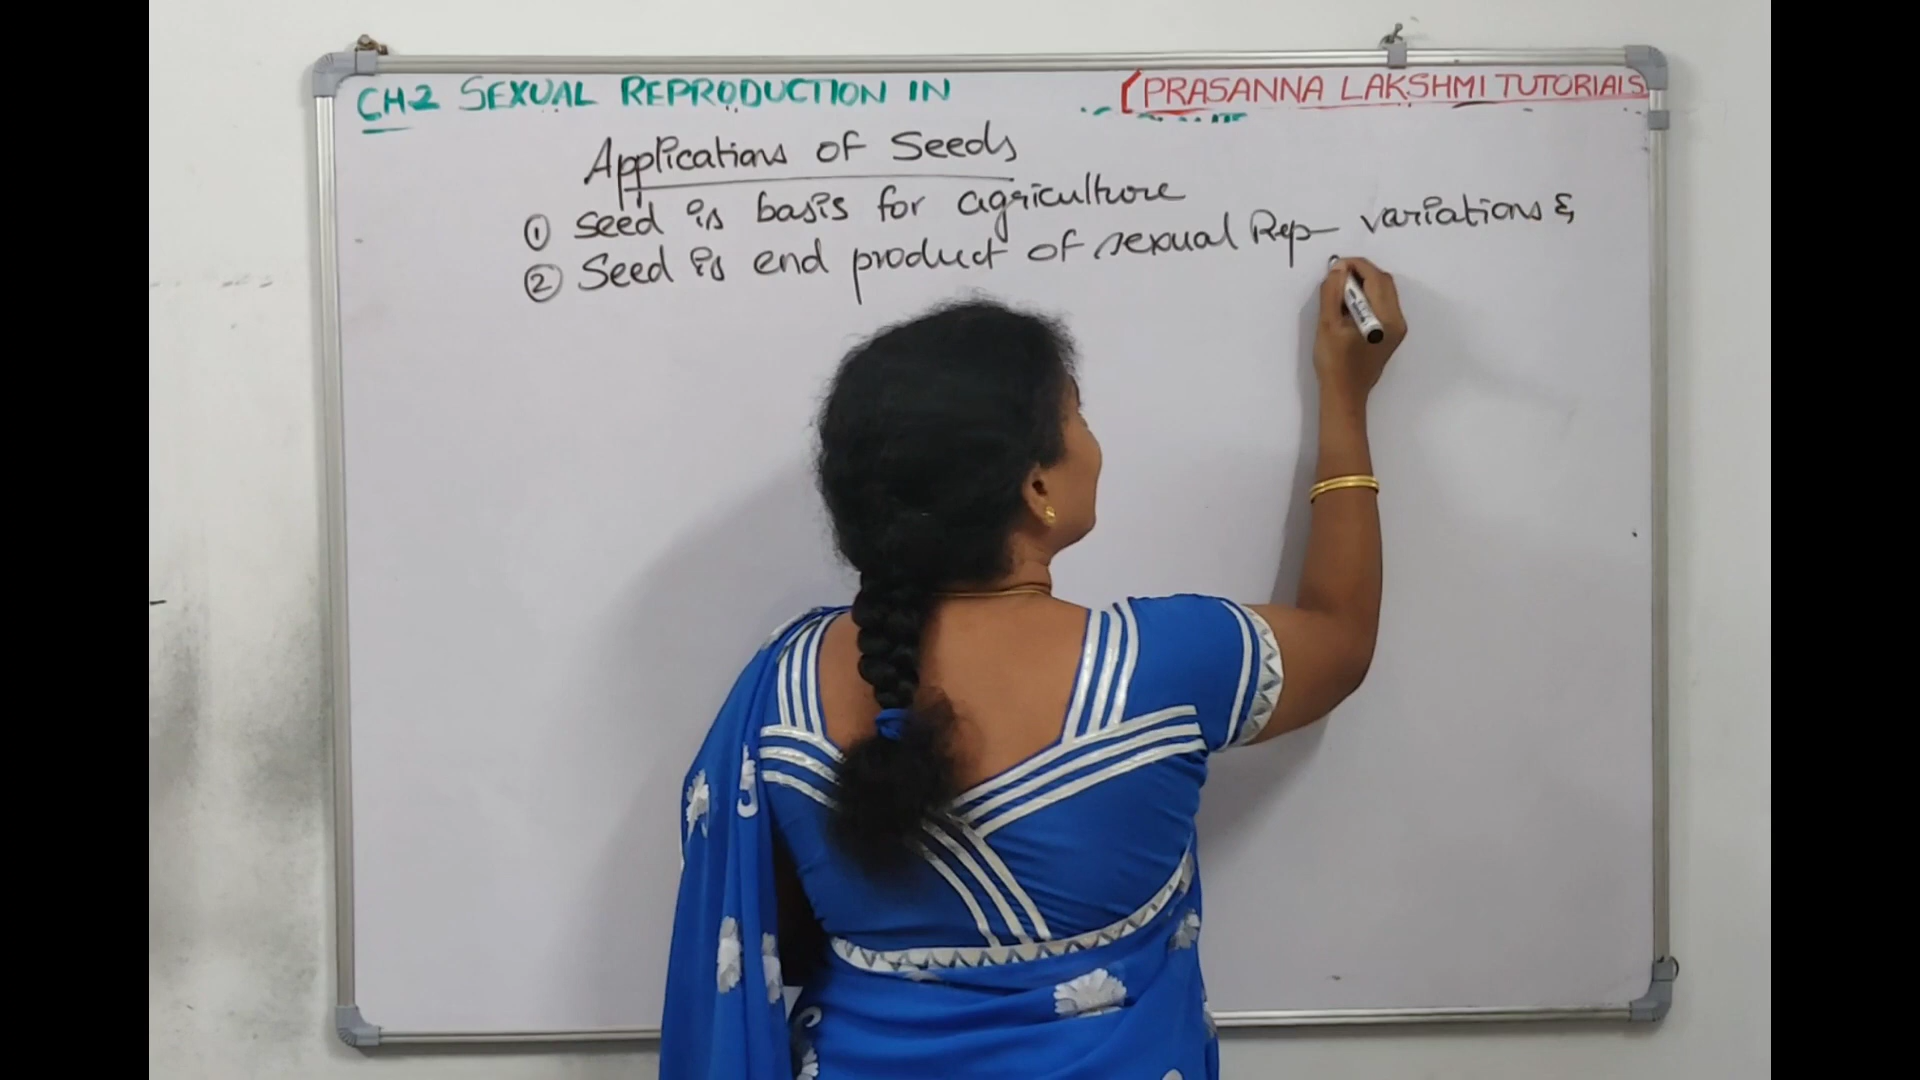 CH2 SEXUAL REPRODUCTION IN
(PRASANNA LAKSHMI TUTORIALS
Applications of Seeds
① Seed is basis for agriculture
② Seed is end product of sexual Rep - variations &